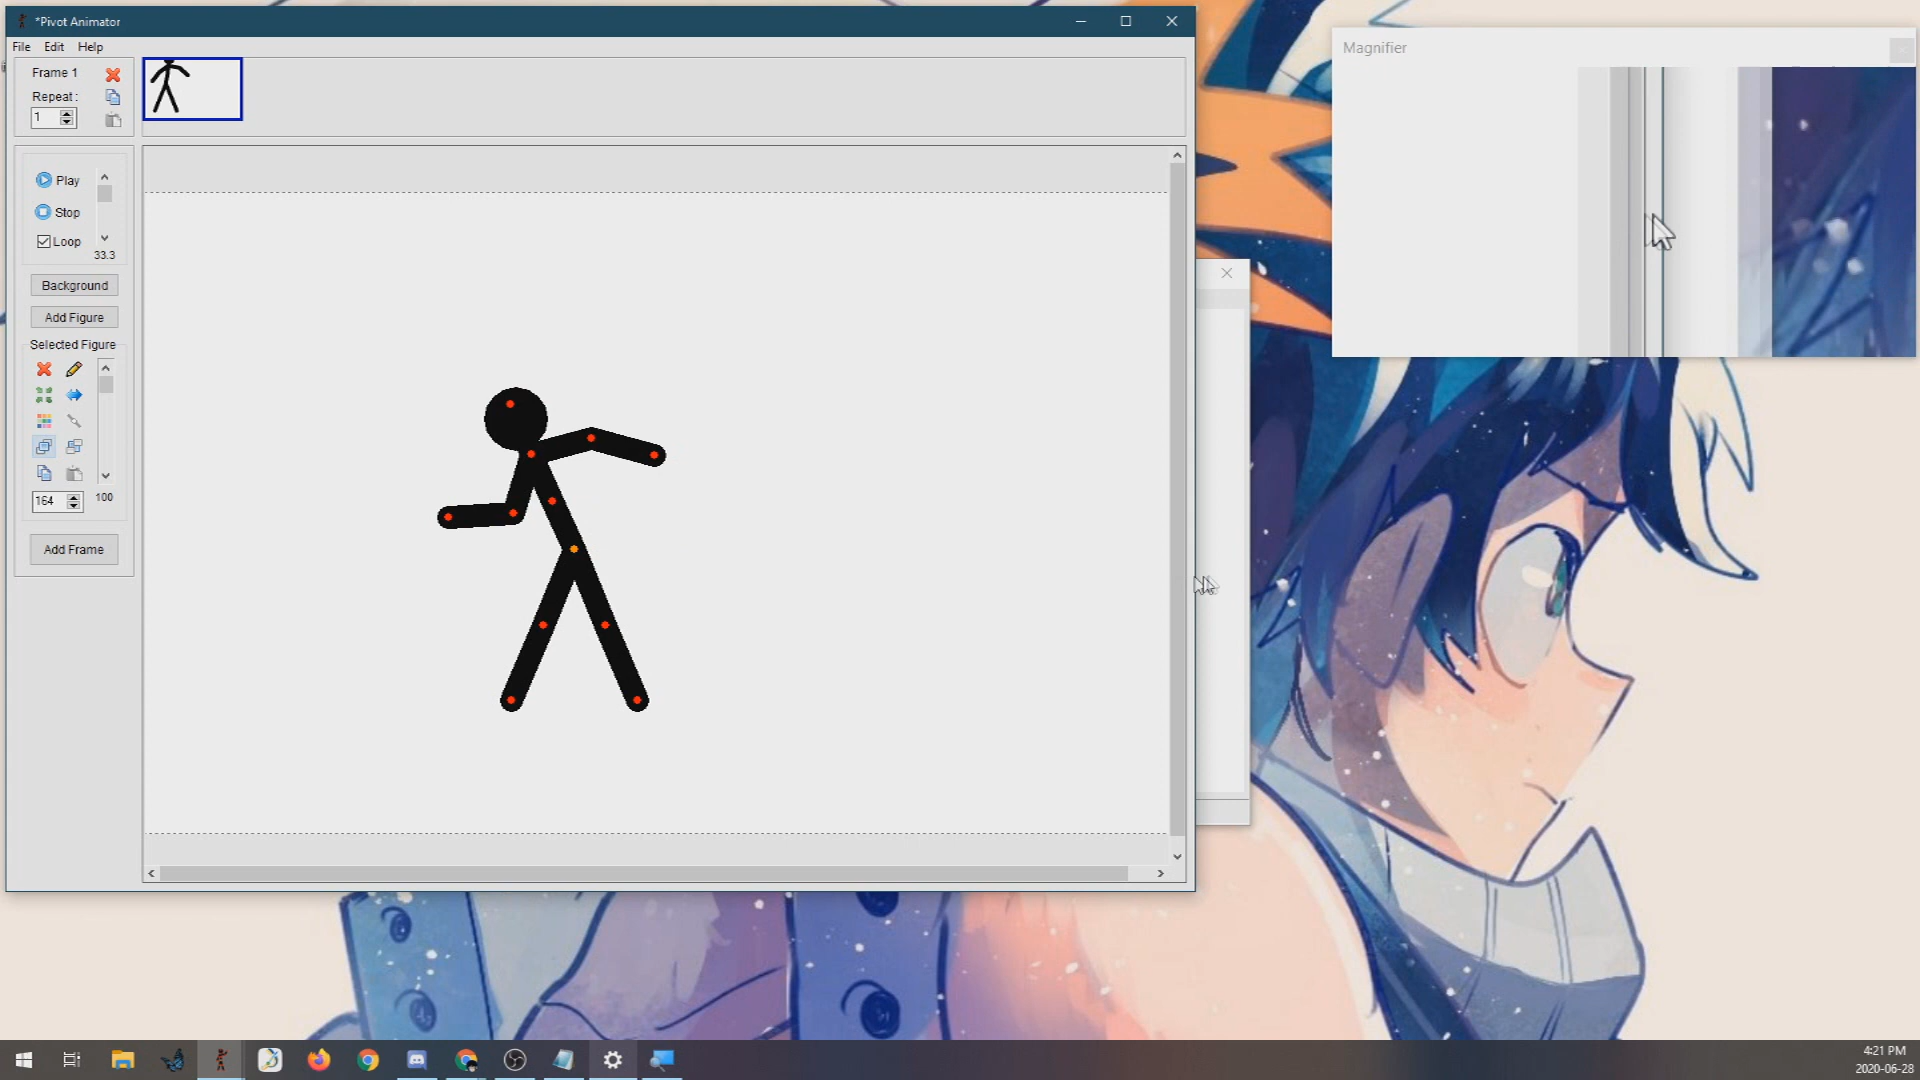 *Pivot Animator
File Edit Help
Frame 1
Repeat :
1
Play
Stop
Loop
33.3
Background
Add Figure
Selected Figure
164
100
Add Frame
Magnifier
4:21 PM
2020-06-28